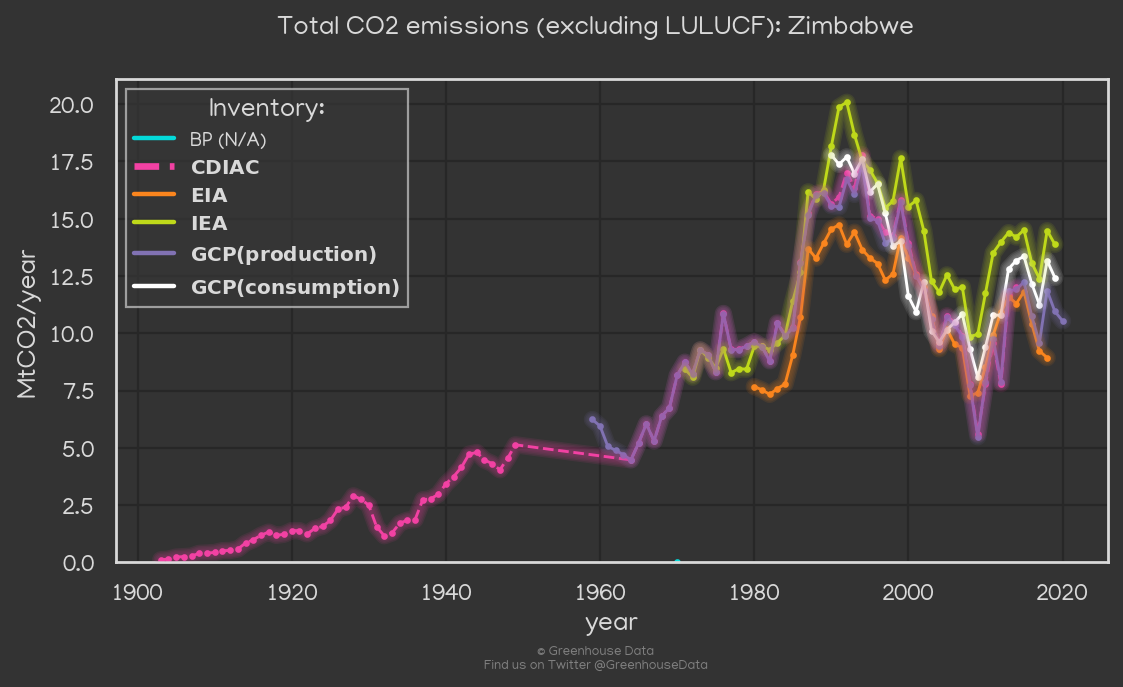 Total CO2 emissions (excluding LULUCF): Zimbabwe
Inventory:
BP (N/A)
CDIAC
EIA
IEA
GCP(production)
GCP(consumption)
MtCO2/year
20.0
17.5
15.0
12.5
10.0
7.5
5.0
2.5
0.0
1900 1920 1940 1960 1980 2000 2020
year
© Greenhouse Data
Find us on Twitter @GreenhouseData